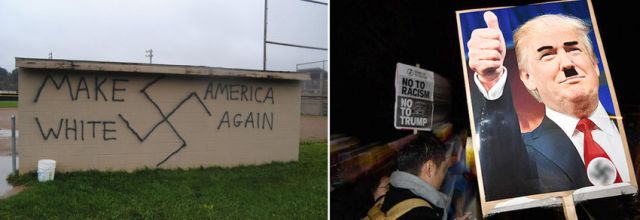 MAKE AMERICA
WHITE AGAIN
NO TO
RACISM
NO TO
TRUMP